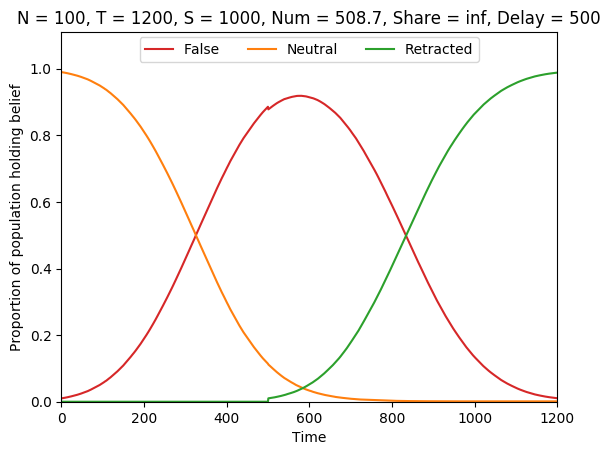 N = 100, T = 1200, S = 1000, Num = 508.7, Share = inf, Delay = 500
False Neutral Retracted
Proportion of population holding belief
1.0
0.8
0.6
0.4
0.2
0.0
0 200 400 600 800 1000 1200
Time